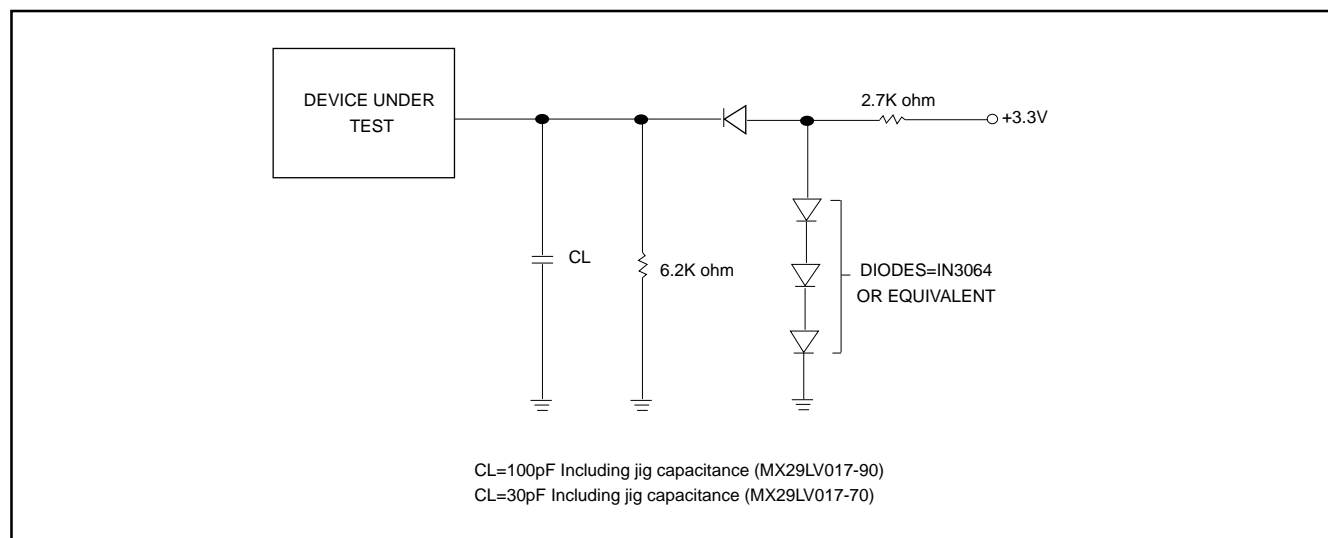 DEVICE UNDER
TEST
2.7K ohm
+3.3V
CL
6.2K ohm
DIODES=IN3064
OR EQUIVALENT
CL=100pF Including jig capacitance (MX29LV017-90)
CL=30pF Including jig capacitance (MX29LV017-70)